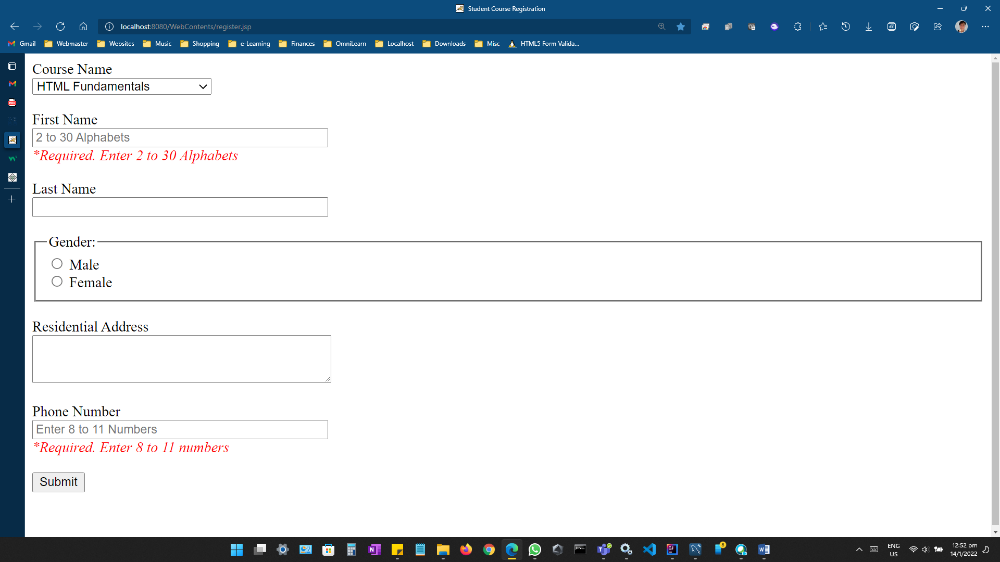 Student Course Registration
localhost:8080/WebContents/register.jsp
Gmail Webmaster Websites Music Shopping e-Learning Finances OmniLearn Localhost Downloads Misc HTML5 Form Valida...
Course Name
HTML Fundamentals
First Name
2 to 30 Alphabets
*Required. Enter 2 to 30 Alphabets
Last Name
Gender:
Male
Female
Residential Address
Phone Number
Enter 8 to 11 Numbers
*Required. Enter 8 to 11 numbers
Submit
ENG
US
12:52 pm
14/1/2022